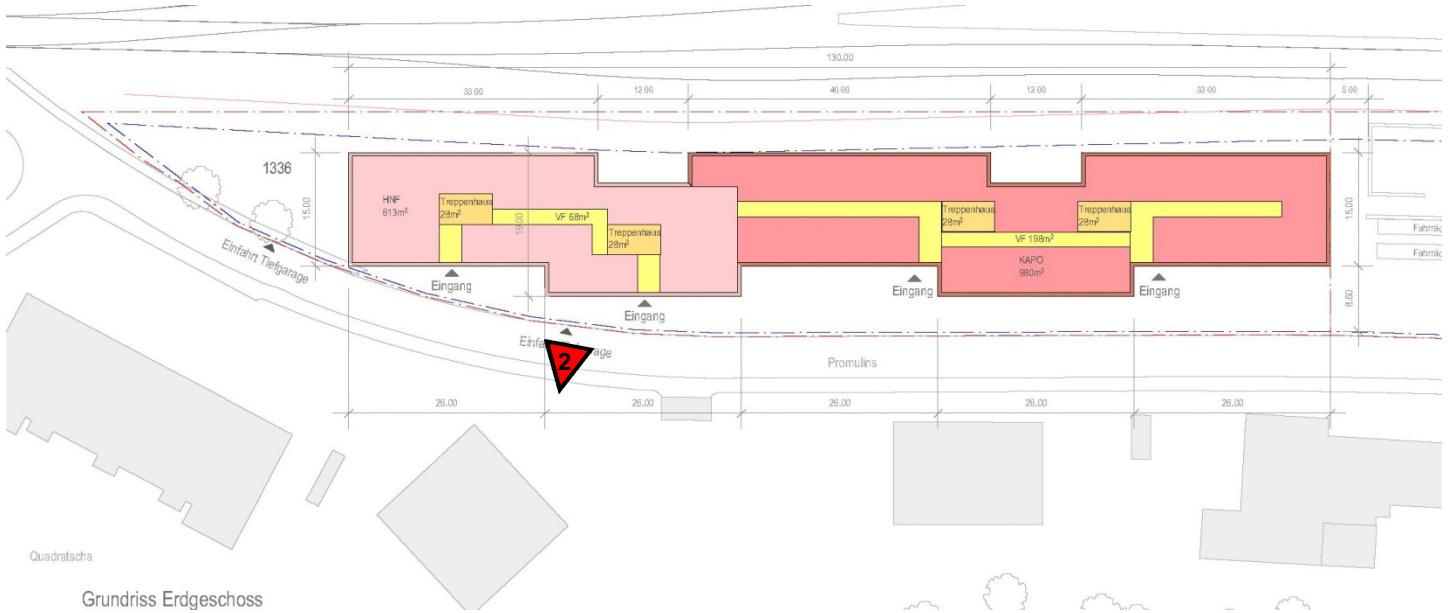 130.00
33.00
12.00
40.00
12.00
33.00
5.00
1336
15.00
19.00
HNF
613m²
Treppenhaus
28m²
VF 68m²
Treppenhaus
28m²
Treppenhaus
28m²
Treppenhaus
28m²
VF 198m²
KAPO
980m²
15.00
8.60
Einfahrt Tiefgarage
Eingang
Eingang
Eingang
Eingang
2
Promulins
26.00
26.00
26.00
26.00
26.00
Quadratscha
Grundriss Erdgeschoss